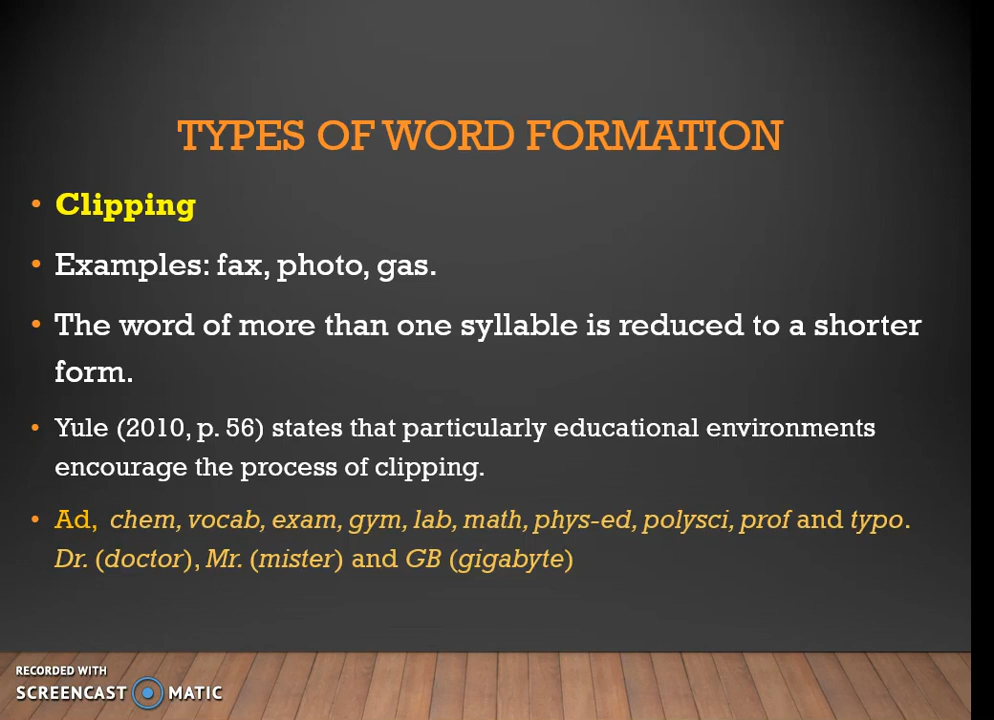 TYPES OF WORD FORMATION
• Clipping
• Examples: fax, photo, gas.
• The word of more than one syllable is reduced to a shorter
form.
• Yule (2010, p. 56) states that particularly educational environments
encourage the process of clipping.
• Ad, chem, vocab, exam, gym, lab, math, phys-ed, polysci, prof and typo.
Dr. (doctor), Mr. (mister) and GB (gigabyte)
RECORDED WITH
SCREENCAST MATIC